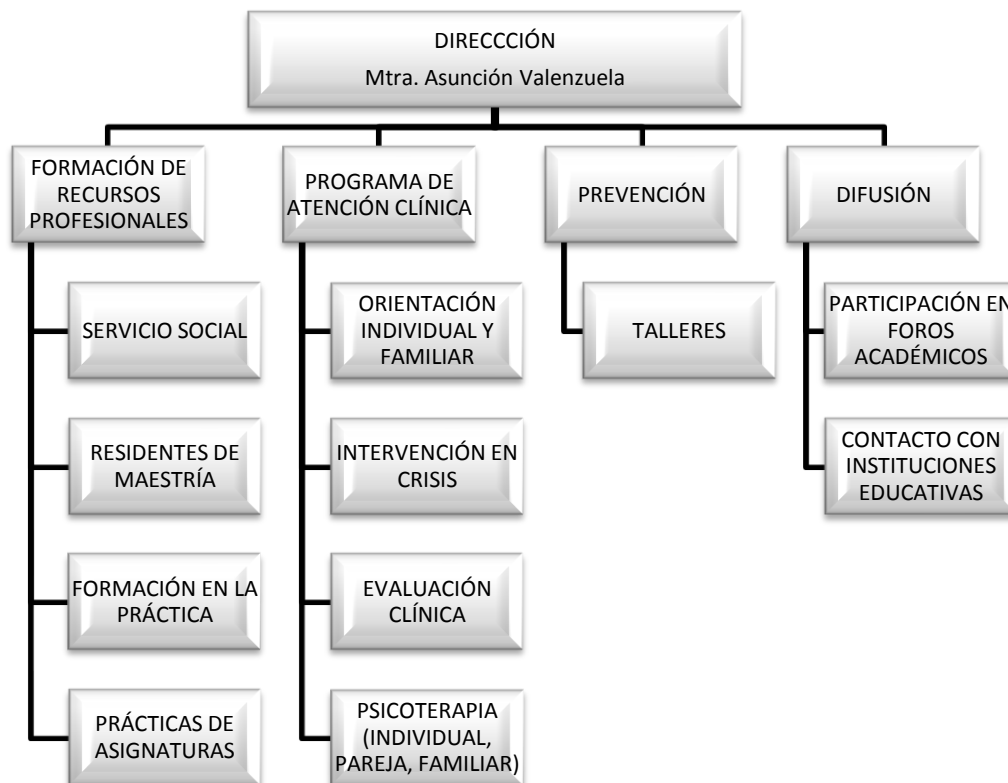 DIRECCCIÓN
Mtra. Asunción Valenzuela
FORMACIÓN DE
RECURSOS
PROFESIONALES
SERVICIO SOCIAL
RESIDENTES DE
MAESTRÍA
FORMACIÓN EN LA
PRÁCTICA
PRÁCTICAS DE
ASIGNATURAS
PROGRAMA DE
ATENCIÓN CLÍNICA
ORIENTACIÓN
INDIVIDUAL Y
FAMILIAR
INTERVENCIÓN EN
CRISIS
EVALUACIÓN
CLÍNICA
PSICOTERAPIA
(INDIVIDUAL,
PAREJA, FAMILIAR)
PREVENCIÓN
TALLERES
DIFUSIÓN
PARTICIPACIÓN EN
FOROS
ACADÉMICOS
CONTACTO CON
INSTITUCIONES
EDUCATIVAS